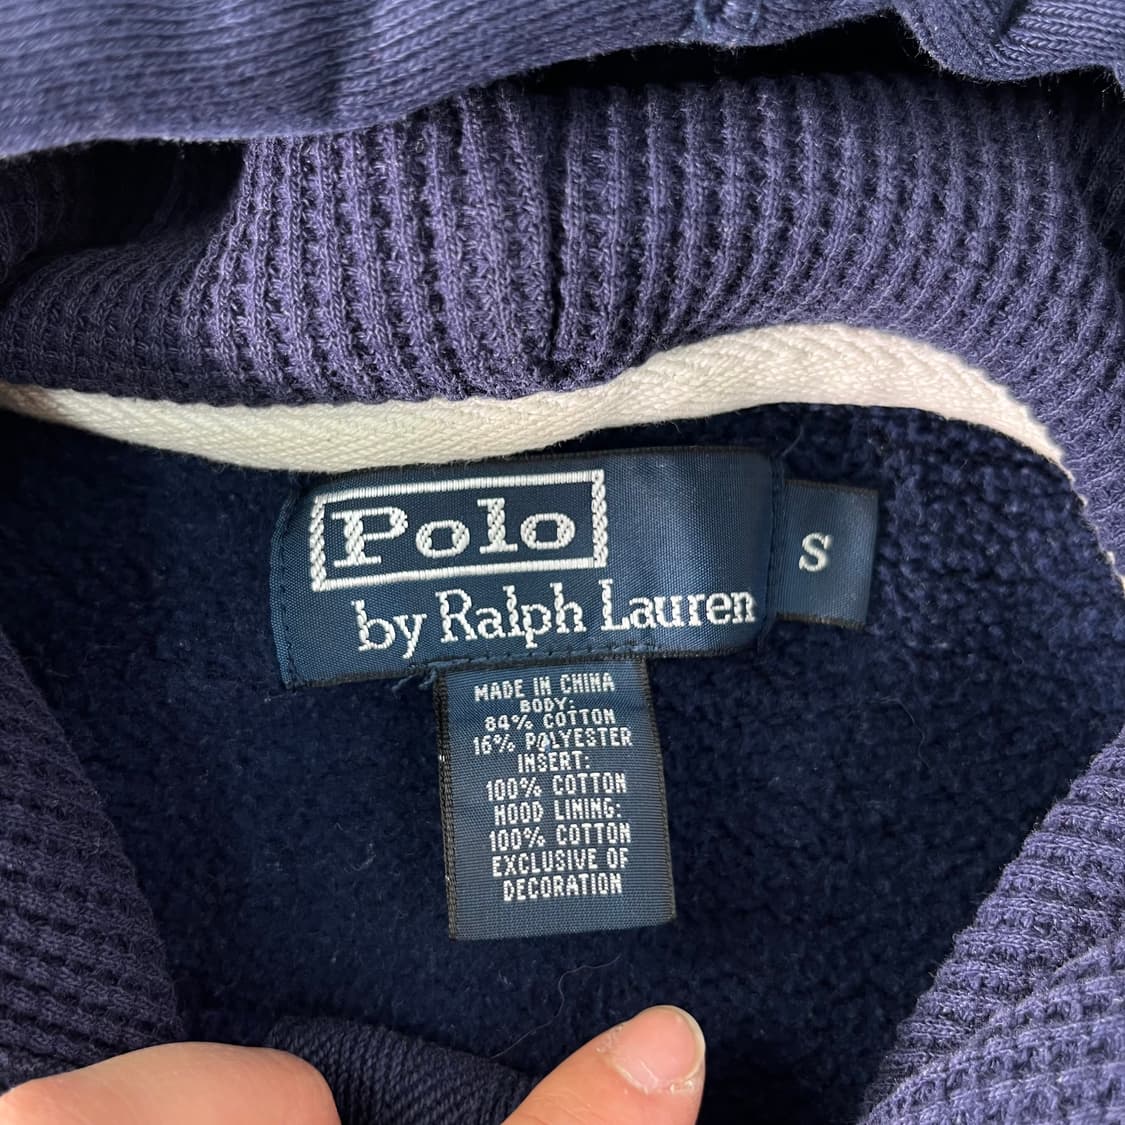 Polo
by Ralph Lauren
S
MADE IN CHINA
BODY:
84% COTTON
16% POLYESTER
INSERT:
100% COTTON
HOOD LINING:
100% COTTON
EXCLUSIVE OF
DECORATION